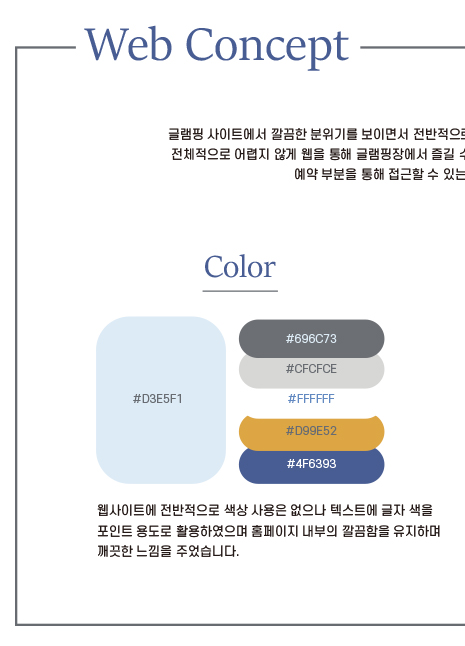 Web Concept
글램핑 사이트에서 깔끔한 분위기를 보이면서 전반적으로
전체적으로 어렵지 않게 웹을 통해 글램핑장에서 즐길 수
예약 부분을 통해 접근할 수 있는
Color
#D3E5F1
#696C73
#CFCFCE
#FFFFFF
#D99E52
#4F6393
웹사이트에 전반적으로 색상 사용은 없으나 텍스트에 글자 색을
포인트 용도로 활용하였으며 홈페이지 내부의 깔끔함을 유지하며
깨끗한 느낌을 주었습니다.